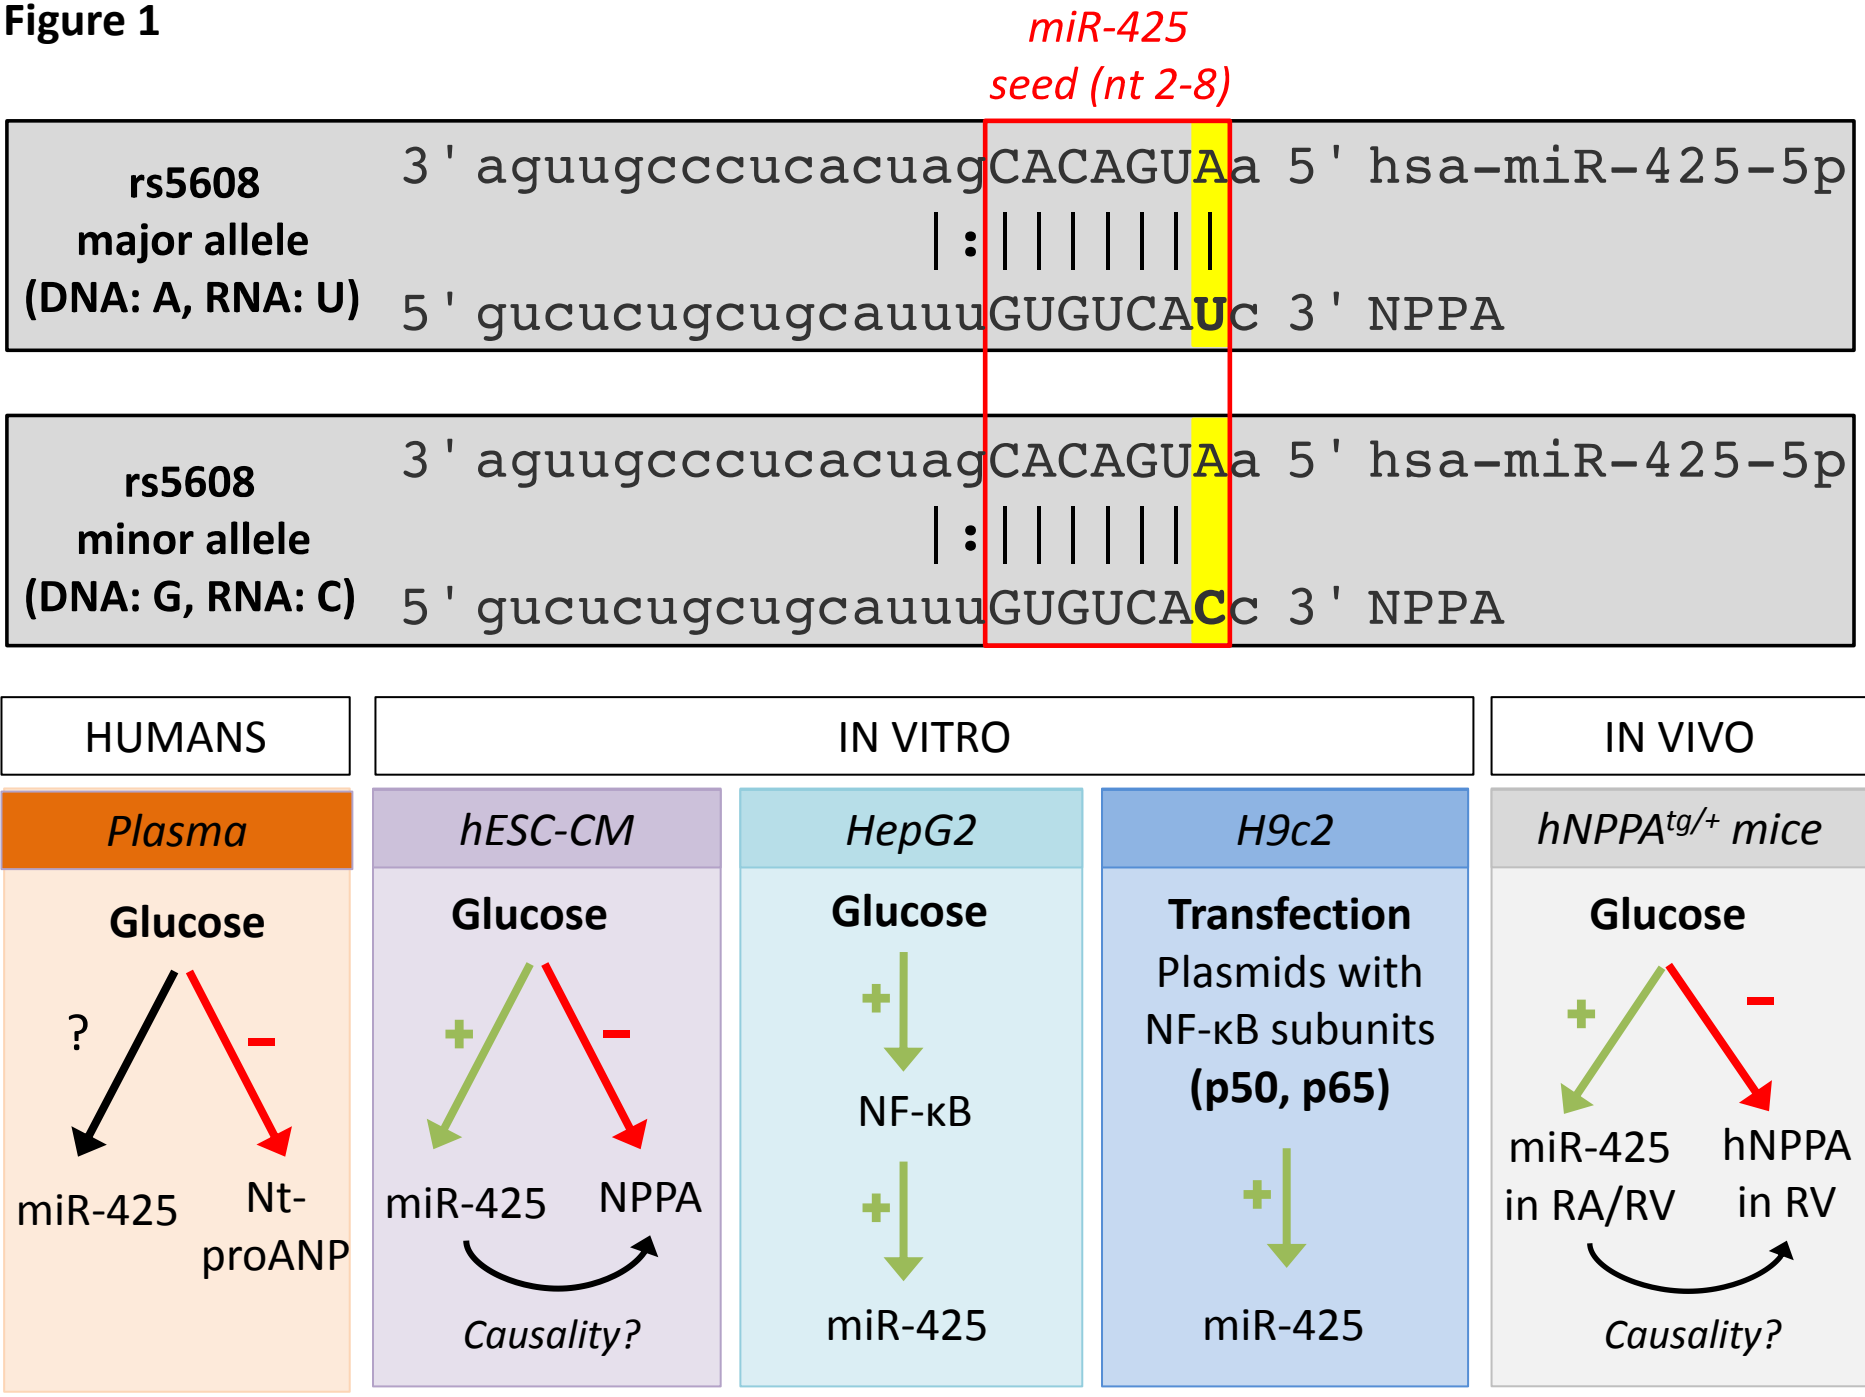 Figure 1
miR-425
seed (nt 2-8)
rs5608
major allele
(DNA: A, RNA: U)
3' aguugcccucacuagCACAGUAa 5' hsa-miR-425-5p
|:|||||||
5' gucucugcugcauuuGUGUCAUc 3' NPPA
rs5608
minor allele
(DNA: G, RNA: C)
3' aguugcccucacuagCACAGUAa 5' hsa-miR-425-5p
|:||||||
5' gucucugcugcauuuGUGUCACc 3' NPPA
HUMANS
IN VITRO
IN VIVO
Plasma
Glucose
?
−
miR-425
Nt-
proANP
hESC-CM
Glucose
+
−
miR-425
NPPA
Causality?
HepG2
Glucose
+
NF-κB
+
miR-425
H9c2
Transfection
Plasmids with
NF-κB subunits
(p50, p65)
+
miR-425
hNPPAtg/+ mice
Glucose
+
−
miR-425
in RA/RV
hNPPA
in RV
Causality?